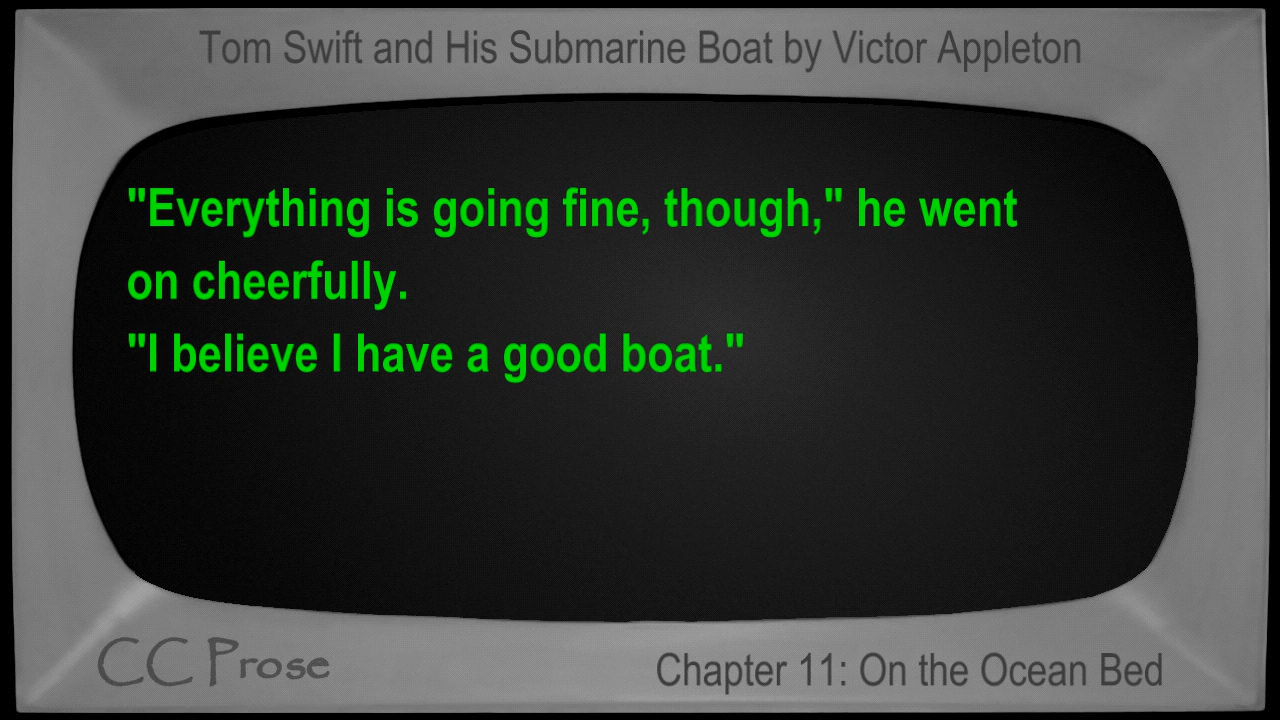 Tom Swift and His Submarine Boat by Victor Appleton
"Everything is going fine, though," he went
on cheerfully.
"I believe I have a good boat."
CC Prose
Chapter 11: On the Ocean Bed